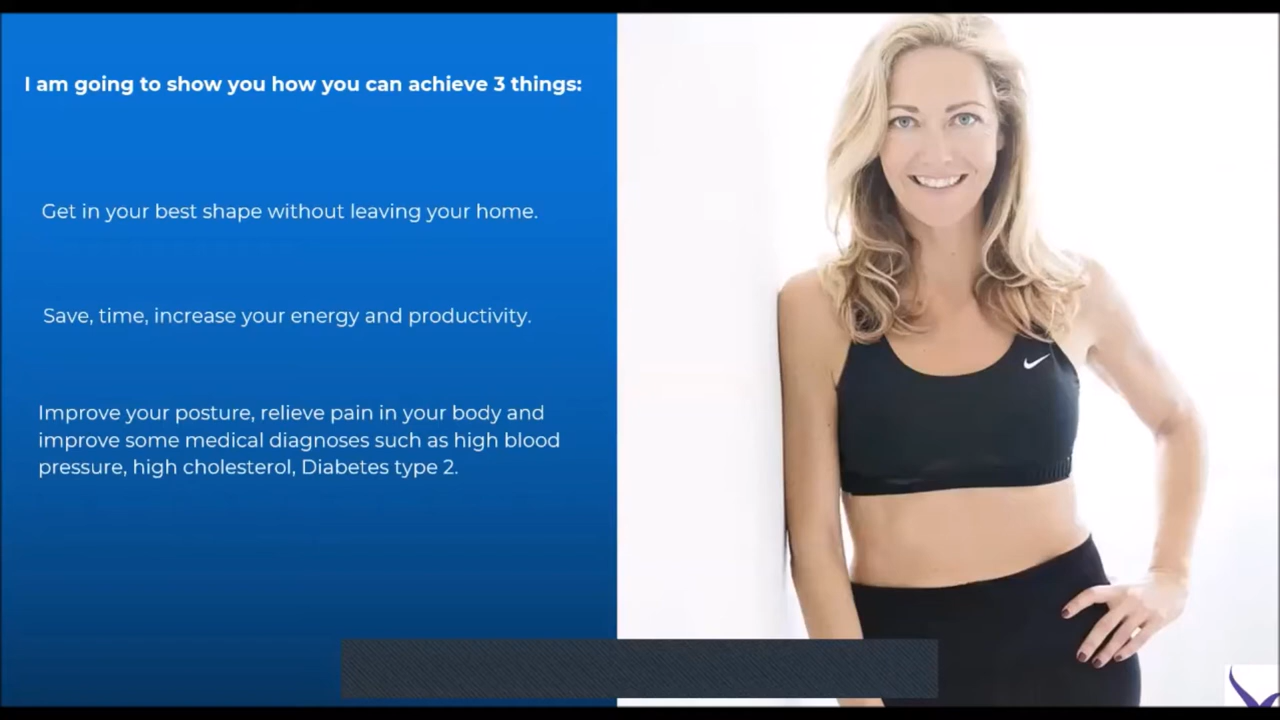 I am going to show you how you can achieve 3 things:
Get in your best shape without leaving your home.
Save, time, increase your energy and productivity.
Improve your posture, relieve pain in your body and
improve some medical diagnoses such as high blood
pressure, high cholesterol, Diabetes type 2.